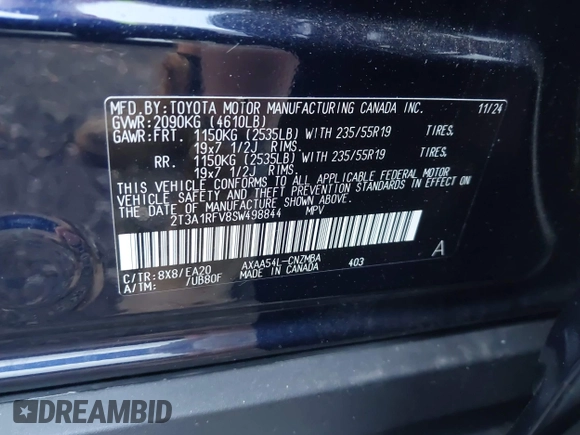 MFD. BY: TOYOTA MOTOR MANUFACTURING CANADA INC. 11/24
GVWR: 2090KG (4610LB)
GAWR: FRT. 1150KG (2535LB) WITH 235/55R19 TIRES.
19x7 1/2J RIMS.
RR. 1150KG (2535LB) WITH 235/55R19 TIRES.
19x7 1/2J RIMS.
THIS VEHICLE CONFORMS TO ALL APPLICABLE FEDERAL MOTOR
VEHICLE SAFETY AND THEFT PREVENTION STANDARDS IN EFFECT ON
THE DATE OF MANUFACTURE SHOWN ABOVE.
2T3A1RFV8SW498844 MPV
A
C/TR: 8X8/EA20 AXAA54L-CNZMBA
A/TM: /UB80F MADE IN CANADA 403
DREAMBID